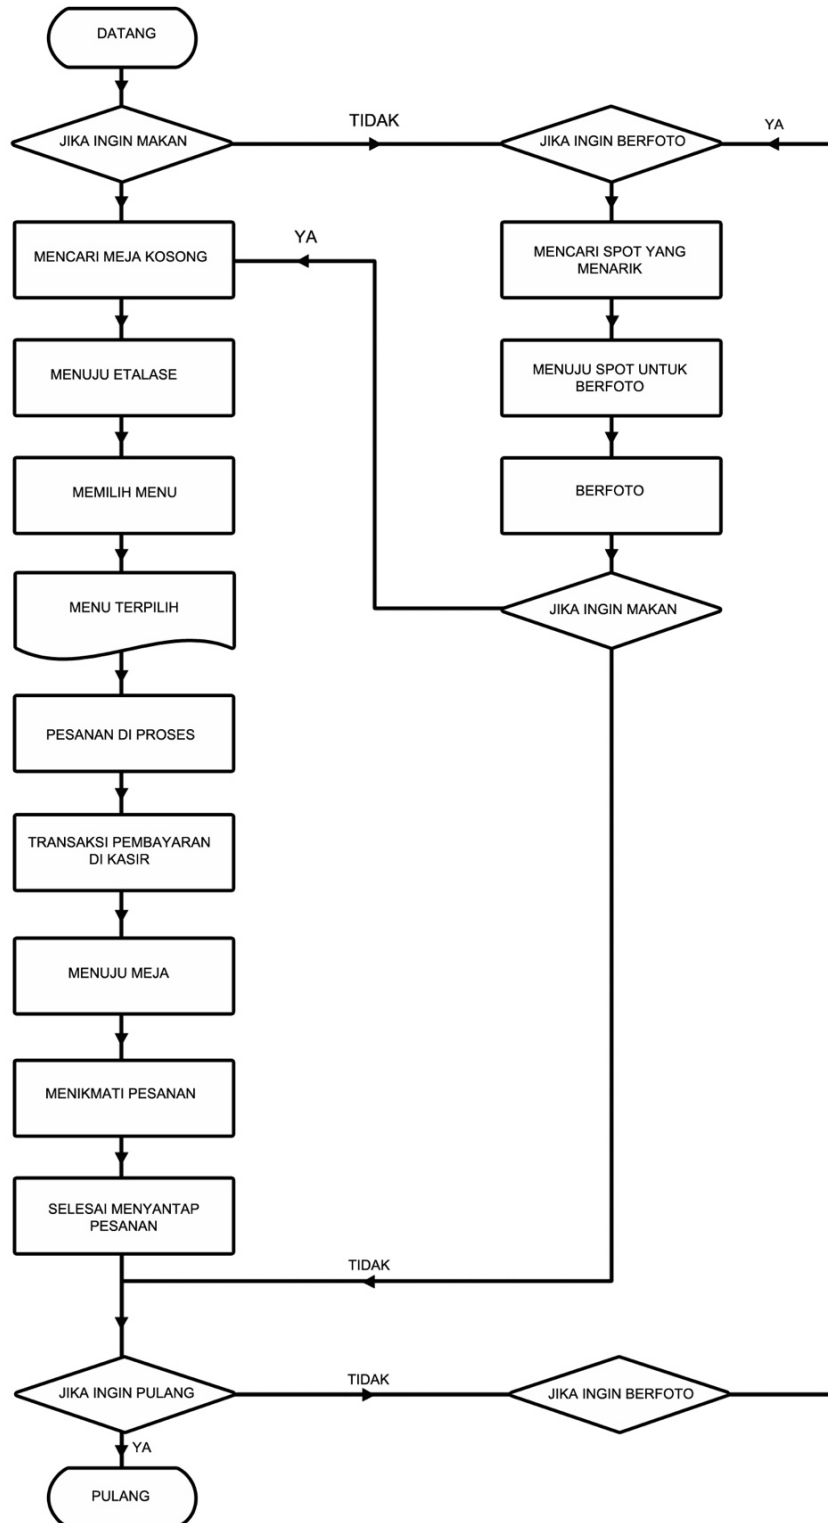 DATANG
JIKA INGIN MAKAN
TIDAK
JIKA INGIN BERFOTO
YA
MENCARI MEJA KOSONG
YA
MENCARI SPOT YANG
MENARIK
MENUJU ETALASE
MENUJU SPOT UNTUK
BERFOTO
MEMILIH MENU
BERFOTO
MENU TERPILIH
JIKA INGIN MAKAN
PESANAN DI PROSES
TRANSAKSI PEMBAYARAN
DI KASIR
MENUJU MEJA
MENIKMATI PESANAN
SELESAI MENYANTAP
PESANAN
TIDAK
JIKA INGIN PULANG
TIDAK
JIKA INGIN BERFOTO
YA
PULANG